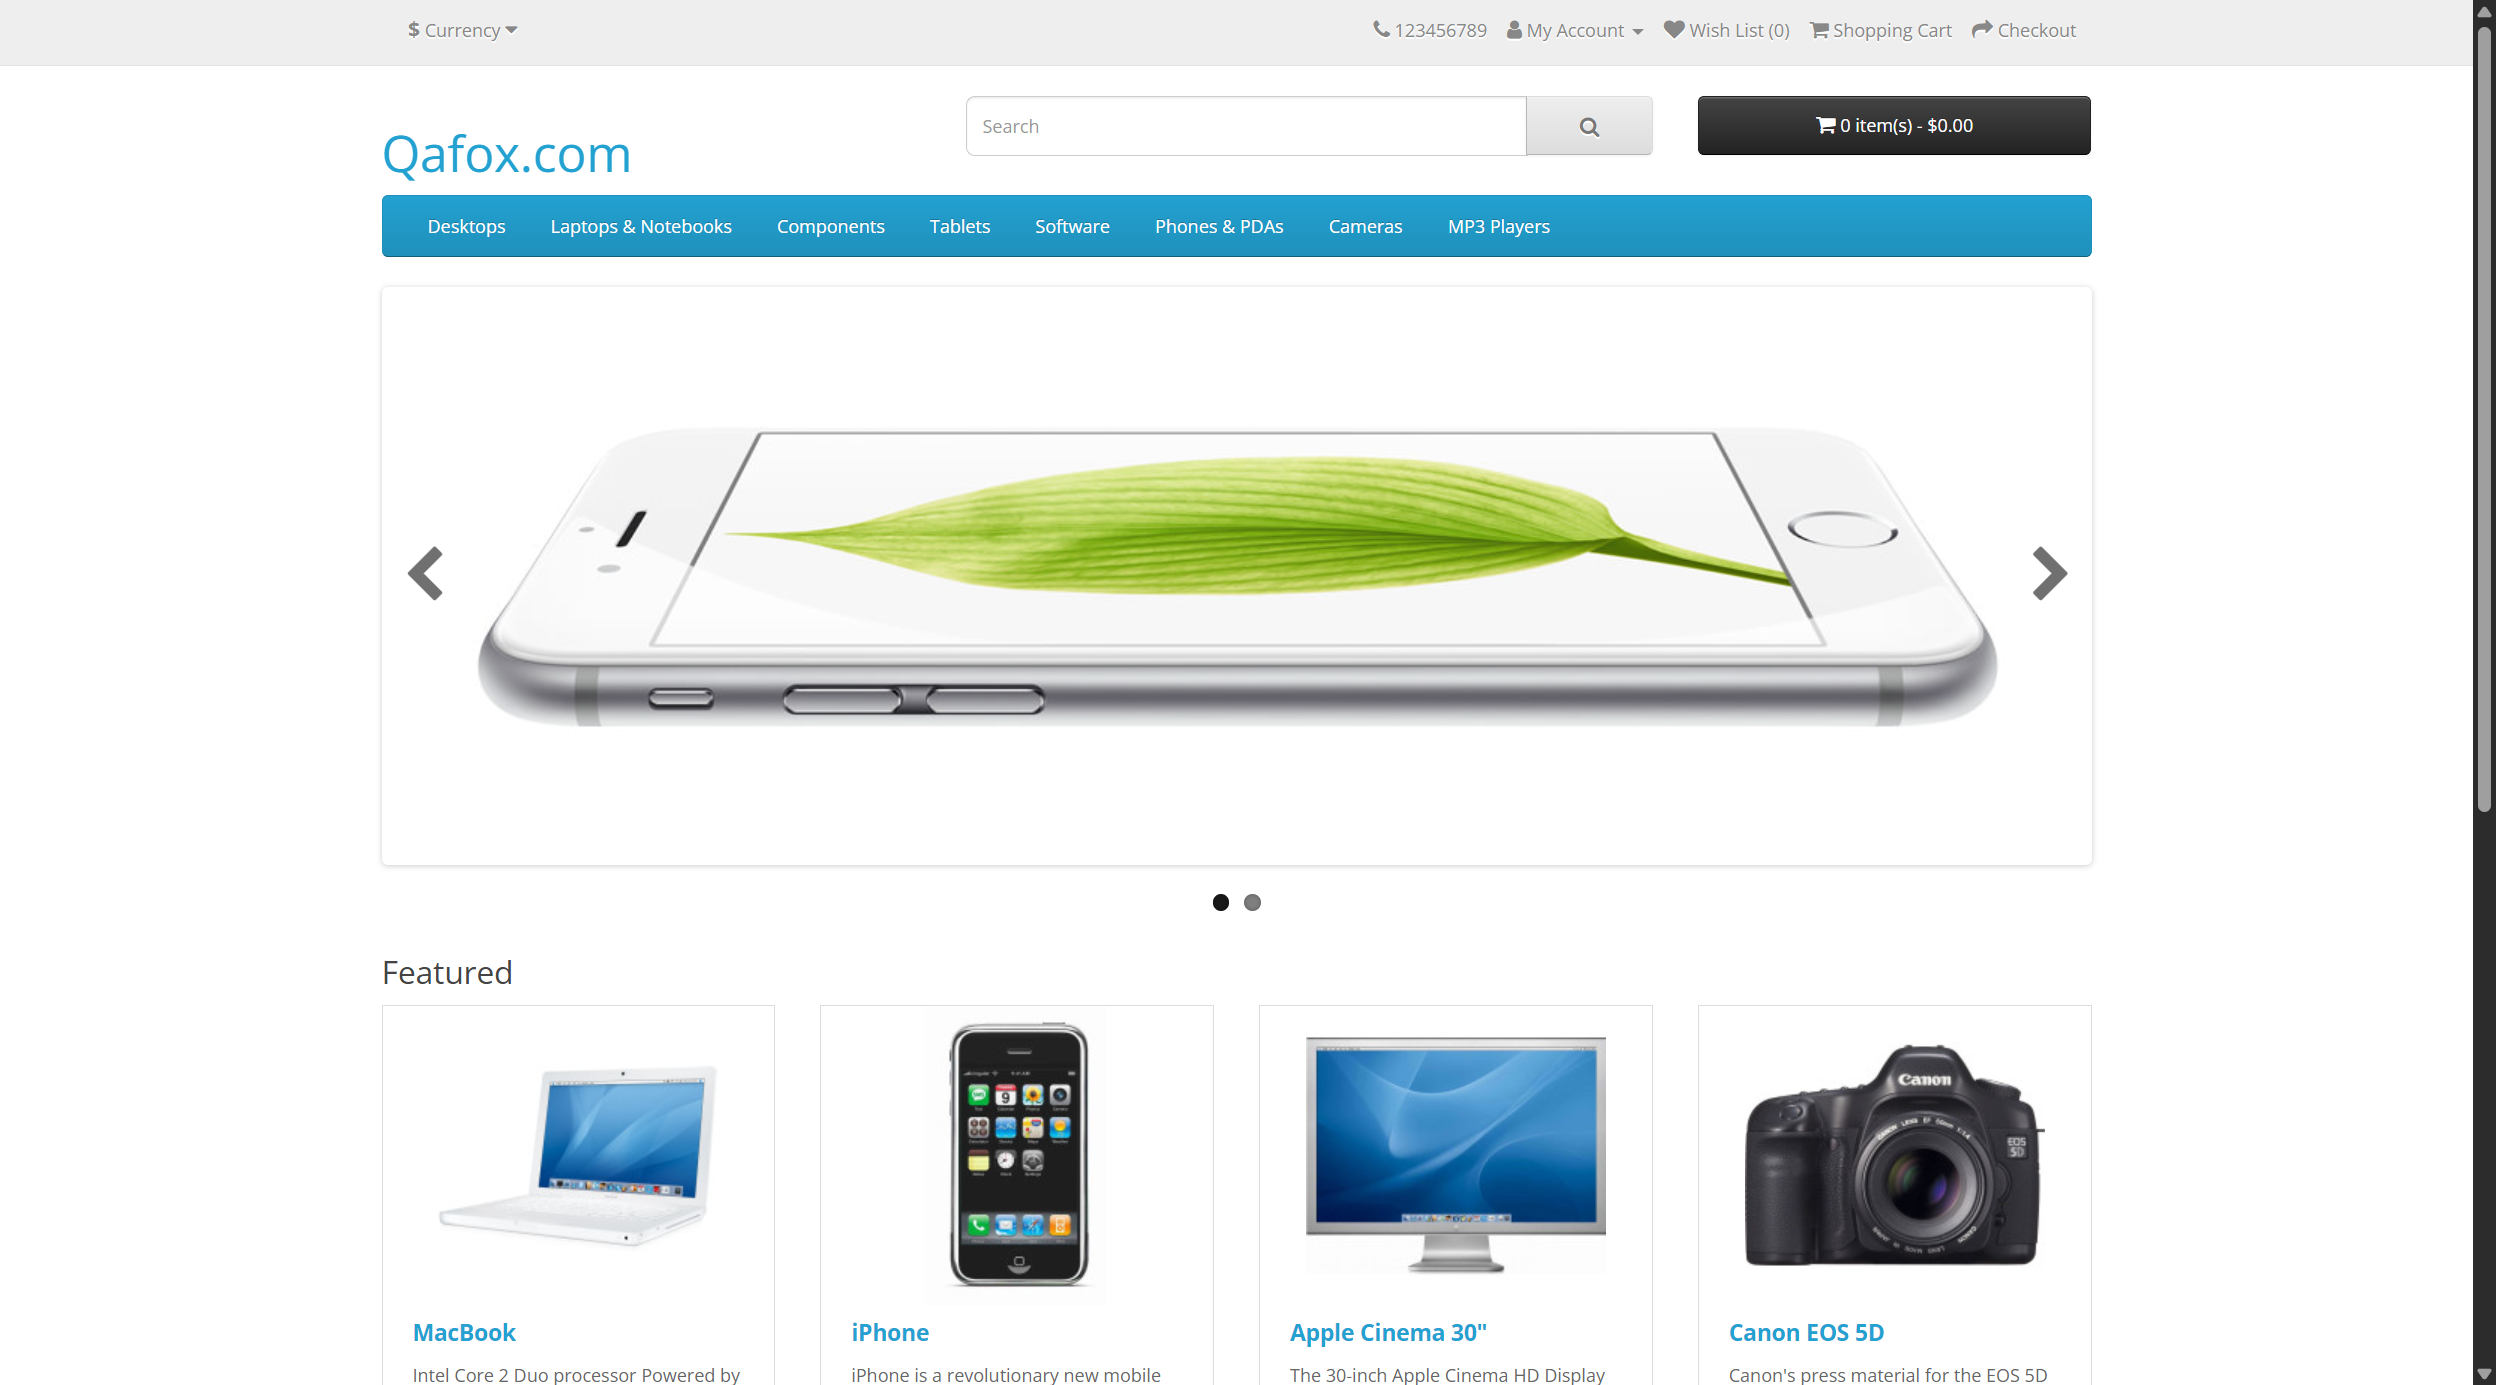 $ Currency
123456789 My Account Wish List (0) Shopping Cart Checkout
Qafox.com
Search
0 item(s) - $0.00
Desktops Laptops & Notebooks Components Tablets Software Phones & PDAs Cameras MP3 Players
Featured
Canon
EOS
5D
MacBook
Intel Core 2 Duo processor Powered by
iPhone
iPhone is a revolutionary new mobile
Apple Cinema 30"
The 30-inch Apple Cinema HD Display
Canon EOS 5D
Canon's press material for the EOS 5D